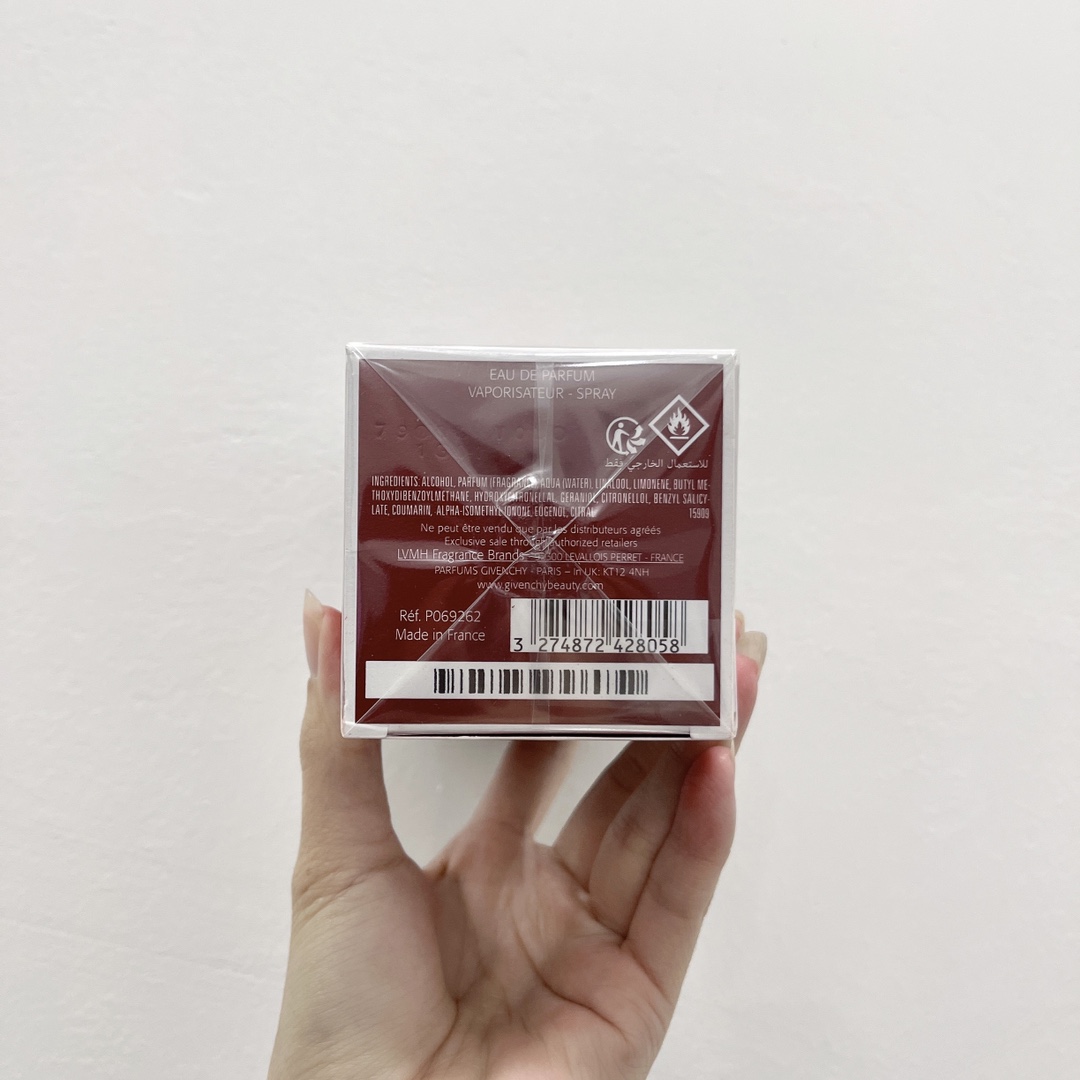 EAU DE PARFUM
VAPORISATEUR - SPRAY
للاستعمال الخارجي فقط
INGREDIENTS: ALCOHOL, PARFUM (FRAGRANCE), AQUA (WATER), LINALOOL, LIMONENE, BUTYL ME-
THOXYDIBENZOYLMETHANE, HYDROXYCITRONELLAL, GERANIOL, CITRONELLOL, BENZYL SALICY-
LATE, COUMARIN, ALPHA-ISOMETHYL IONONE, EUGENOL, CITRAL 15909
Ne peut être vendu que par les distributeurs agréés
Exclusive sale through authorized retailers
LVMH Fragrance Brands - 92300 LEVALLOIS PERRET - FRANCE
PARFUMS GIVENCHY - PARIS – In UK: KT12 4NH
www.givenchybeauty.com
Réf. P069262
Made in France
3 274872 428058